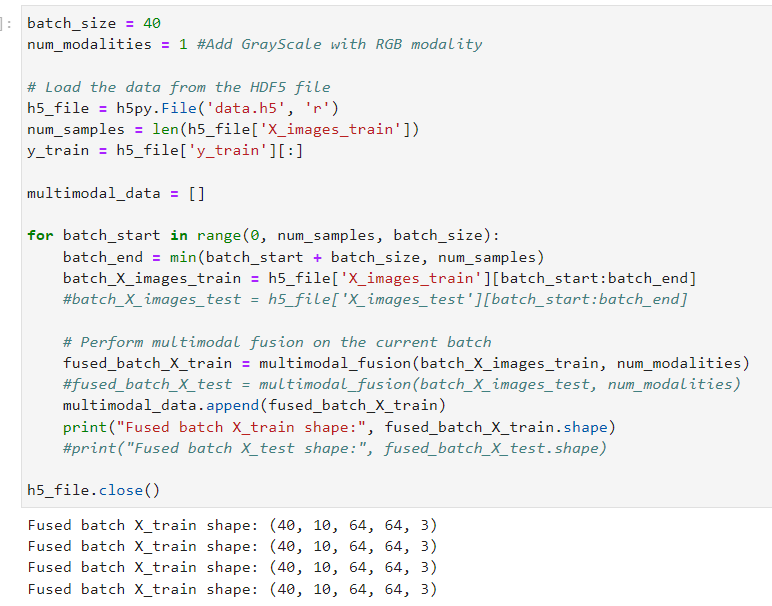 ]:
batch_size = 40
num_modalities = 1 #Add GrayScale with RGB modality

# Load the data from the HDF5 file
h5_file = h5py.File('data.h5', 'r')
num_samples = len(h5_file['X_images_train'])
y_train = h5_file['y_train'][:]

multimodal_data = []

for batch_start in range(0, num_samples, batch_size):
    batch_end = min(batch_start + batch_size, num_samples)
    batch_X_images_train = h5_file['X_images_train'][batch_start:batch_end]
    #batch_X_images_test = h5_file['X_images_test'][batch_start:batch_end]

    # Perform multimodal fusion on the current batch
    fused_batch_X_train = multimodal_fusion(batch_X_images_train, num_modalities)
    #fused_batch_X_test = multimodal_fusion(batch_X_images_test, num_modalities)
    multimodal_data.append(fused_batch_X_train)
    print("Fused batch X_train shape:", fused_batch_X_train.shape)
    #print("Fused batch X_test shape:", fused_batch_X_test.shape)

h5_file.close()
Fused batch X_train shape: (40, 10, 64, 64, 3)
Fused batch X_train shape: (40, 10, 64, 64, 3)
Fused batch X_train shape: (40, 10, 64, 64, 3)
Fused batch X_train shape: (40, 10, 64, 64, 3)